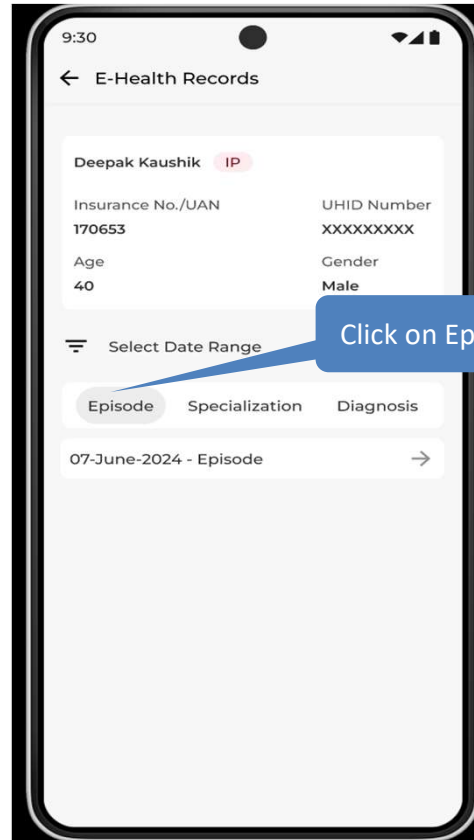 9:30
← E-Health Records
Deepak Kaushik IP
Insurance No./UAN UHID Number
170653 XXXXXXXXX
Age Gender
40 Male
Select Date Range
Click on Ep
Episode Specialization Diagnosis
07-June-2024 - Episode →